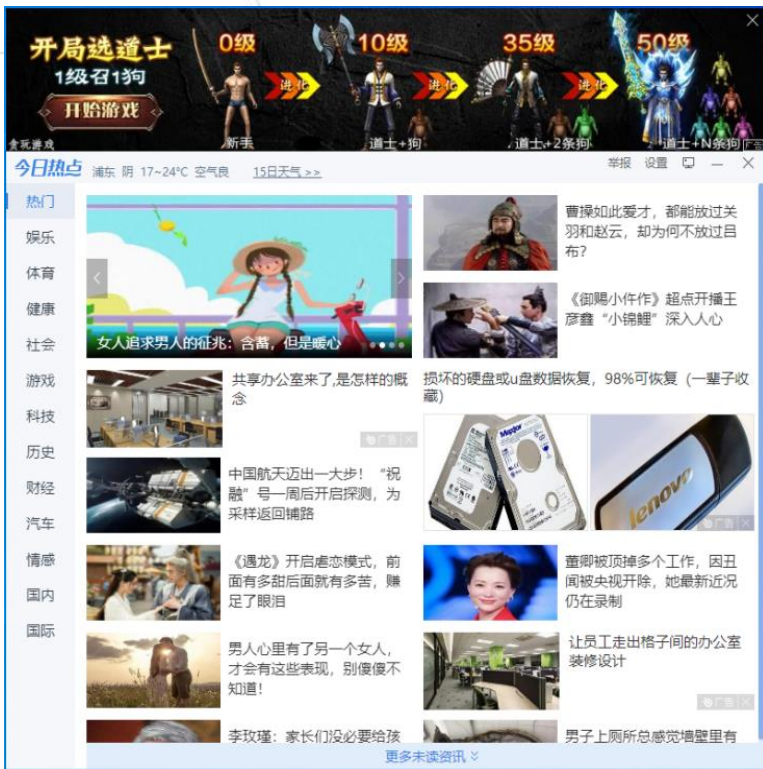 开局选道士
1级召1狗
开始游戏
0级
10级
35级
50级
进化
进化
进化
新手
道士+狗
道士+2条狗
道士+N条狗
贪玩游戏
广告
今日热点
浦东 阴 17~24℃ 空气良 15日天气>>
举报 设置
热门
娱乐
体育
健康
社会
游戏
科技
历史
财经
汽车
情感
国内
国际
女人追求男人的征兆：含蓄，但是暖心
曹操如此爱才，都能放过关
羽和赵云，却为何不放过吕
布？
《御赐小仵作》超点开播王
彦鑫“小锦鲤”深入人心
共享办公室来了,是怎样的概
念
广告
损坏的硬盘或u盘数据恢复，98%可恢复（一辈子收
藏）
Maxtor
lenovo
广告
中国航天迈出一大步！“祝
融”号一周后开启探测，为
采样返回铺路
《遇龙》开启虐恋模式，前
面有多甜后面就有多苦，赚
足了眼泪
董卿被顶掉多个工作，因丑
闻被央视开除，她最新近况
仍在录制
男人心里有了另一个女人，
才会有这些表现，别傻傻不
知道！
让员工走出格子间的办公室
装修设计
广告
李玫瑾：家长们没必要给孩
男子上厕所总感觉墙壁里有
更多未读资讯